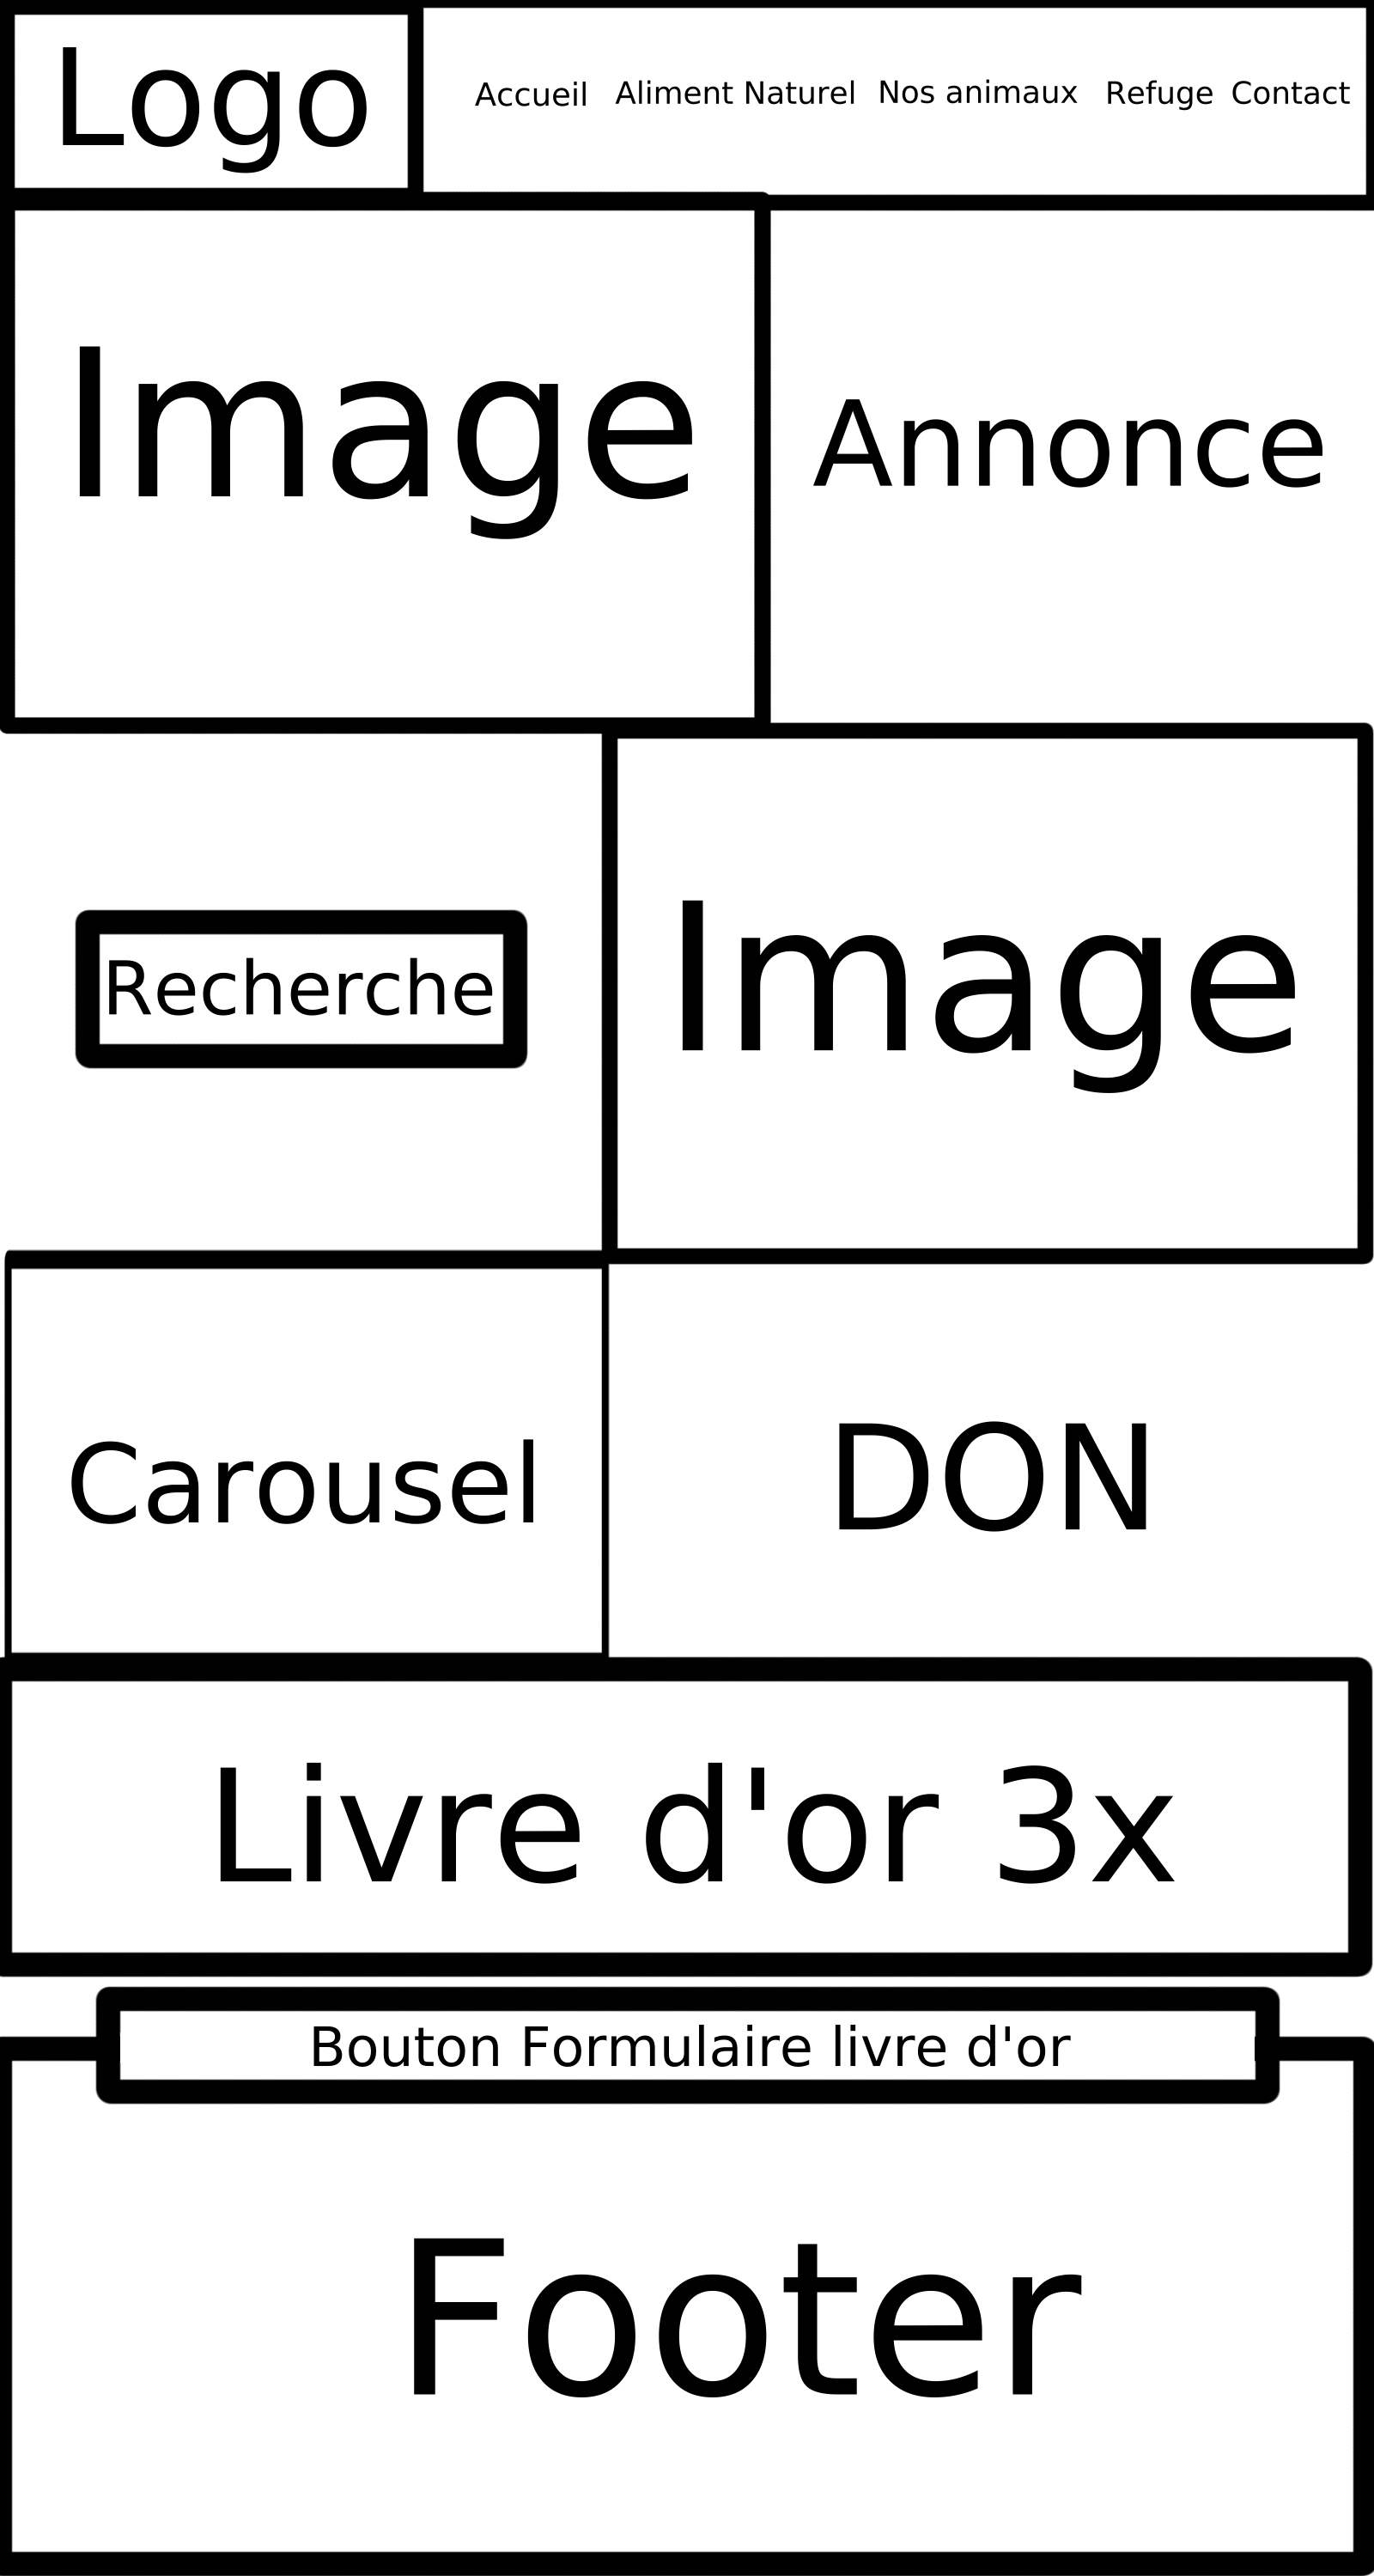 Logo
Accueil Aliment Naturel Nos animaux Refuge Contact
Image
Annonce
Recherche
Image
Carousel
DON
Livre d'or 3x
Bouton Formulaire livre d'or
Footer